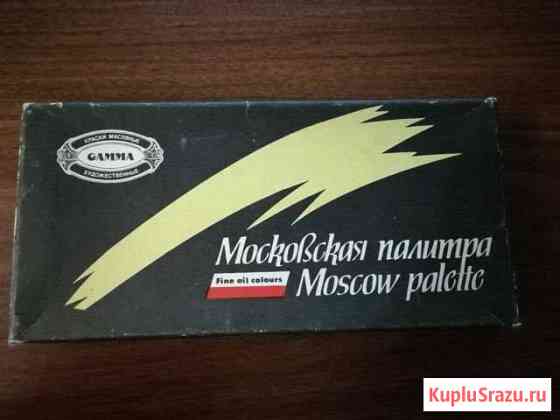 КРАСКИ МАСЛЯНЫЕ
GAMMA
ХУДОЖЕСТВЕННЫЕ
Московская палитра
Fine oil colours
Moscow palette
KupluSrazu.ru